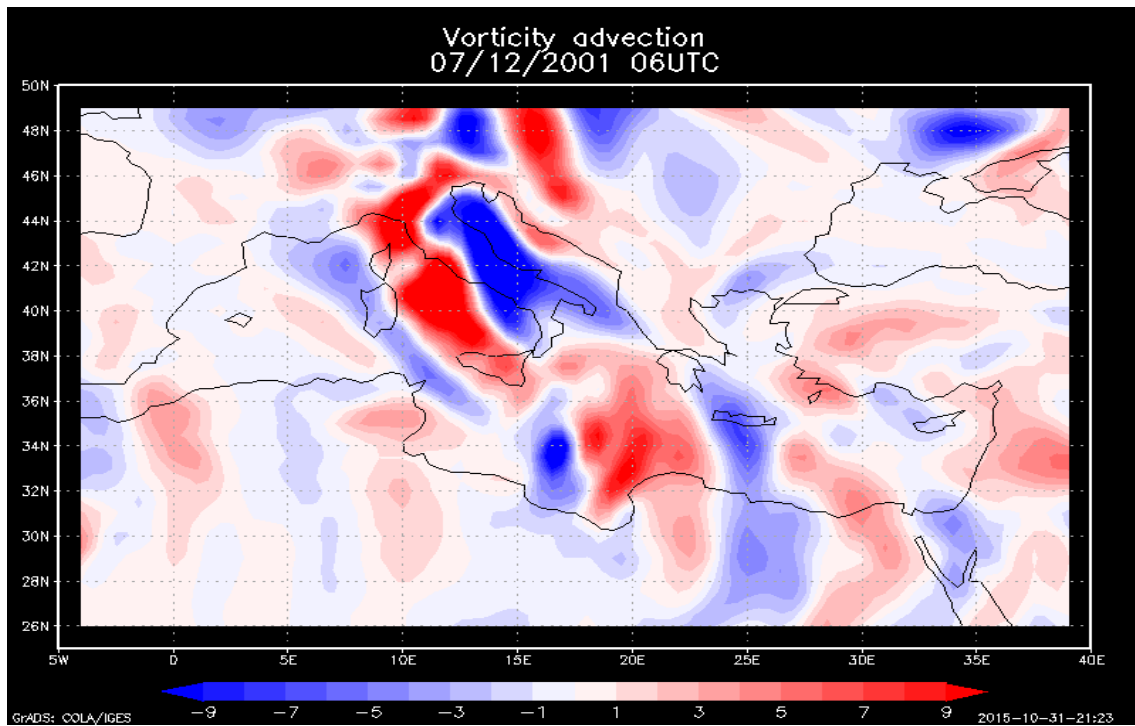 Vorticity advection
07/12/2001 06UTC
50N
48N
46N
44N
42N
40N
38N
36N
34N
32N
30N
28N
26N
5W 0 5E 10E 15E 20E 25E 30E 35E 40E
-9 -7 -5 -3 -1 1 3 5 7 9
GrADS: COLA/IGES 2015-10-31-21:23